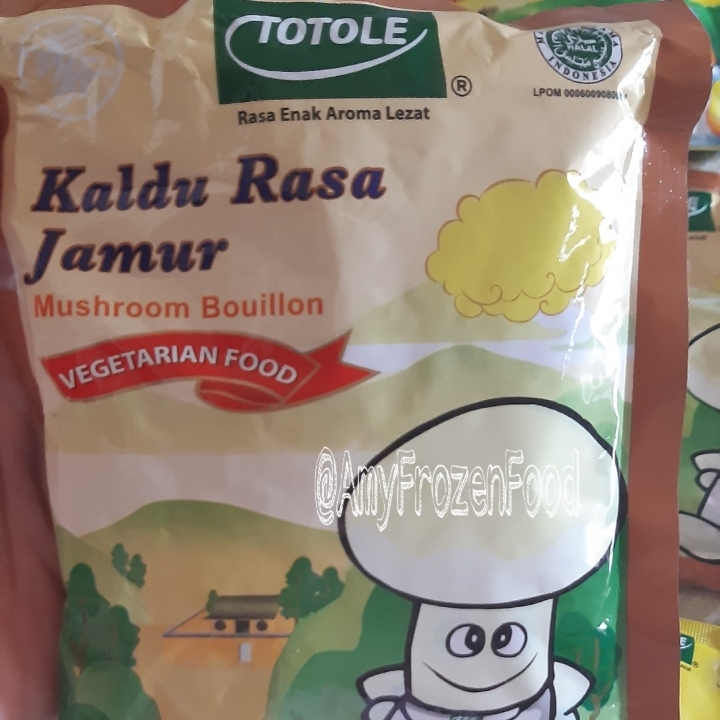 TOTOLE
®
Rasa Enak Aroma Lezat
HALAL
INDONESIA
Kaldu Rasa
Jamur
Mushroom Bouillon
VEGETARIAN FOOD
@AmyFrozenFood